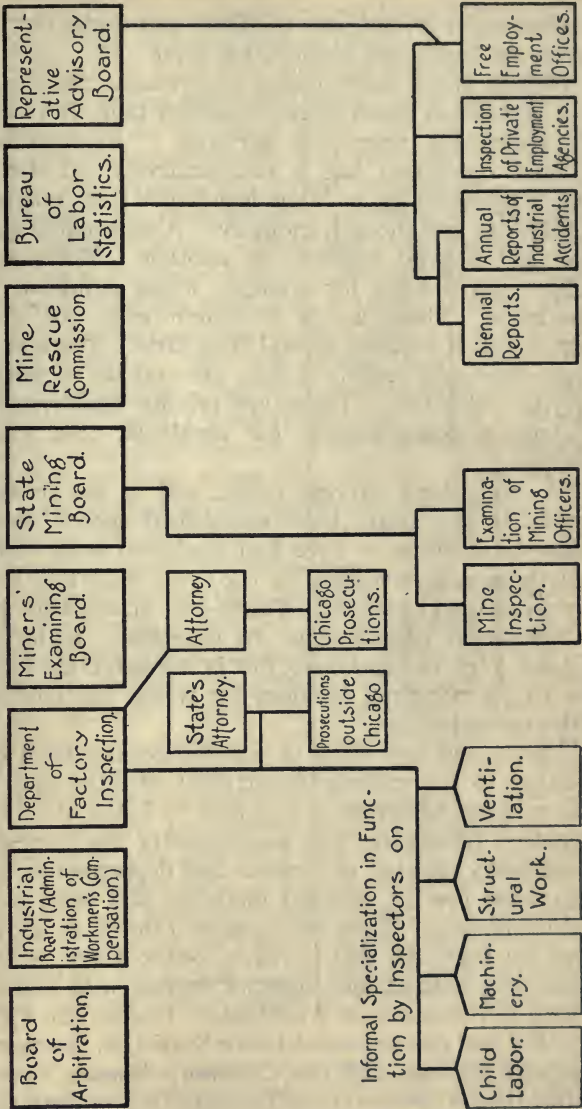 Board
of
Arbitration.
Industrial
Board (Admin-
istration of
Workmen's Com-
pensation)
Department
of
Factory
Inspection.
Miners'
Examining
Board.
State
Mining
Board.
Mine
Rescue
Commission
Bureau
of
Labor
Statistics.
Represent-
ative
Advisory
Board.
State's
Attorney.
Attorney
Prosecutions
outside
Chicago
Chicago
Prosecu-
tions.
Informal Specialization in Func-
tion by Inspectors on
Child
Labor.
Machin-
ery.
Struct-
ural
Work.
Venti-
lation.
Mine
Inspec-
tion.
Examina-
tion of
Mining
Officers.
Biennial
Reports.
Annual
Reports of
Industrial
Accidents.
Inspection
of Private
Employment
Agencies.
Free
Employ-
ment
Offices.